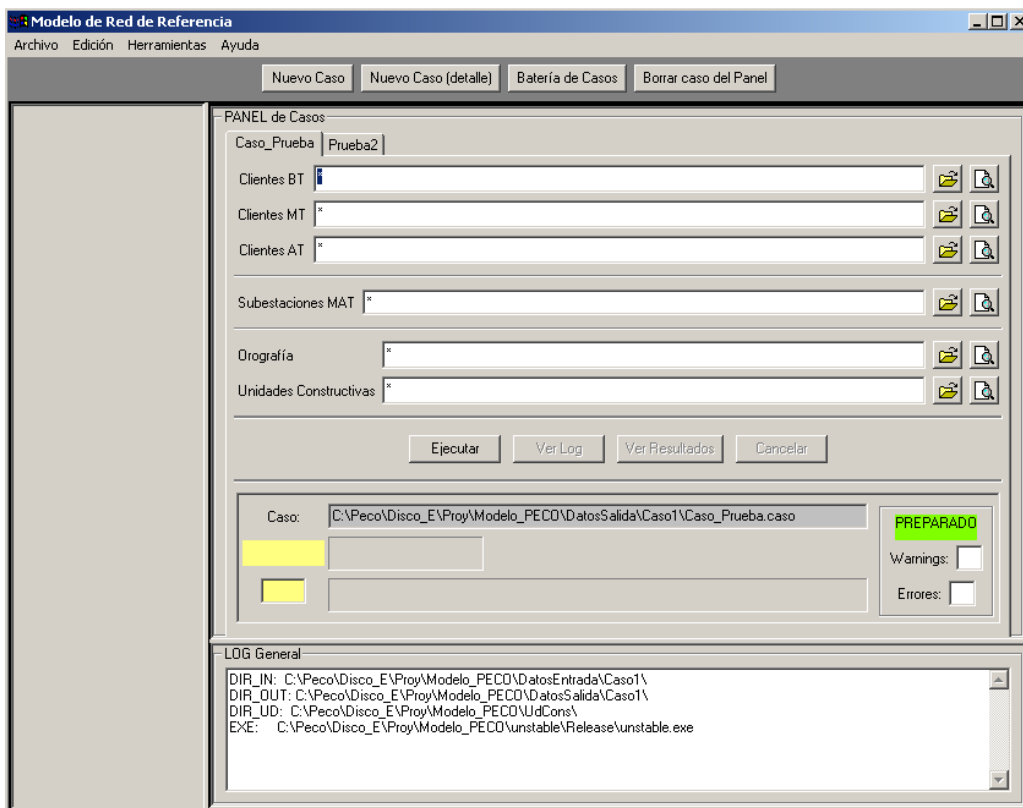 Modelo de Red de Referencia
Archivo Edición Herramientas Ayuda
Nuevo Caso Nuevo Caso (detalle) Batería de Casos Borrar caso del Panel
PANEL de Casos
Caso_Prueba Prueba2
Clientes BT *
Clientes MT *
Clientes AT *
Subestaciones MAT *
Orografía *
Unidades Constructivas *
Ejecutar Ver Log Ver Resultados Cancelar
Caso: C:\Peco\Disco_E\Proy\Modelo_PECO\DatosSalida\Caso1\Caso_Prueba.caso
PREPARADO
Warnings:
Errores:
LOG General
DIR_IN: C:\Peco\Disco_E\Proy\Modelo_PECO\DatosEntrada\Caso1\
DIR_OUT: C:\Peco\Disco_E\Proy\Modelo_PECO\DatosSalida\Caso1\
DIR_UD: C:\Peco\Disco_E\Proy\Modelo_PECO\UdCons\
EXE: C:\Peco\Disco_E\Proy\Modelo_PECO\unstable\Release\unstable.exe